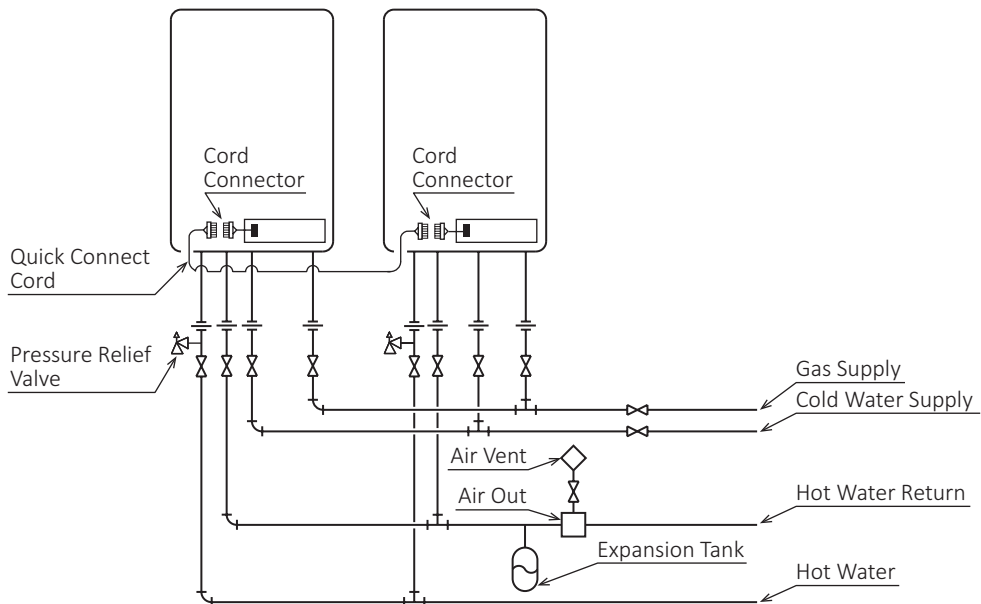 Cord
Connector
Cord
Connector
Quick Connect
Cord
Pressure Relief
Valve
Gas Supply
Cold Water Supply
Air Vent
Air Out
Hot Water Return
Expansion Tank
Hot Water